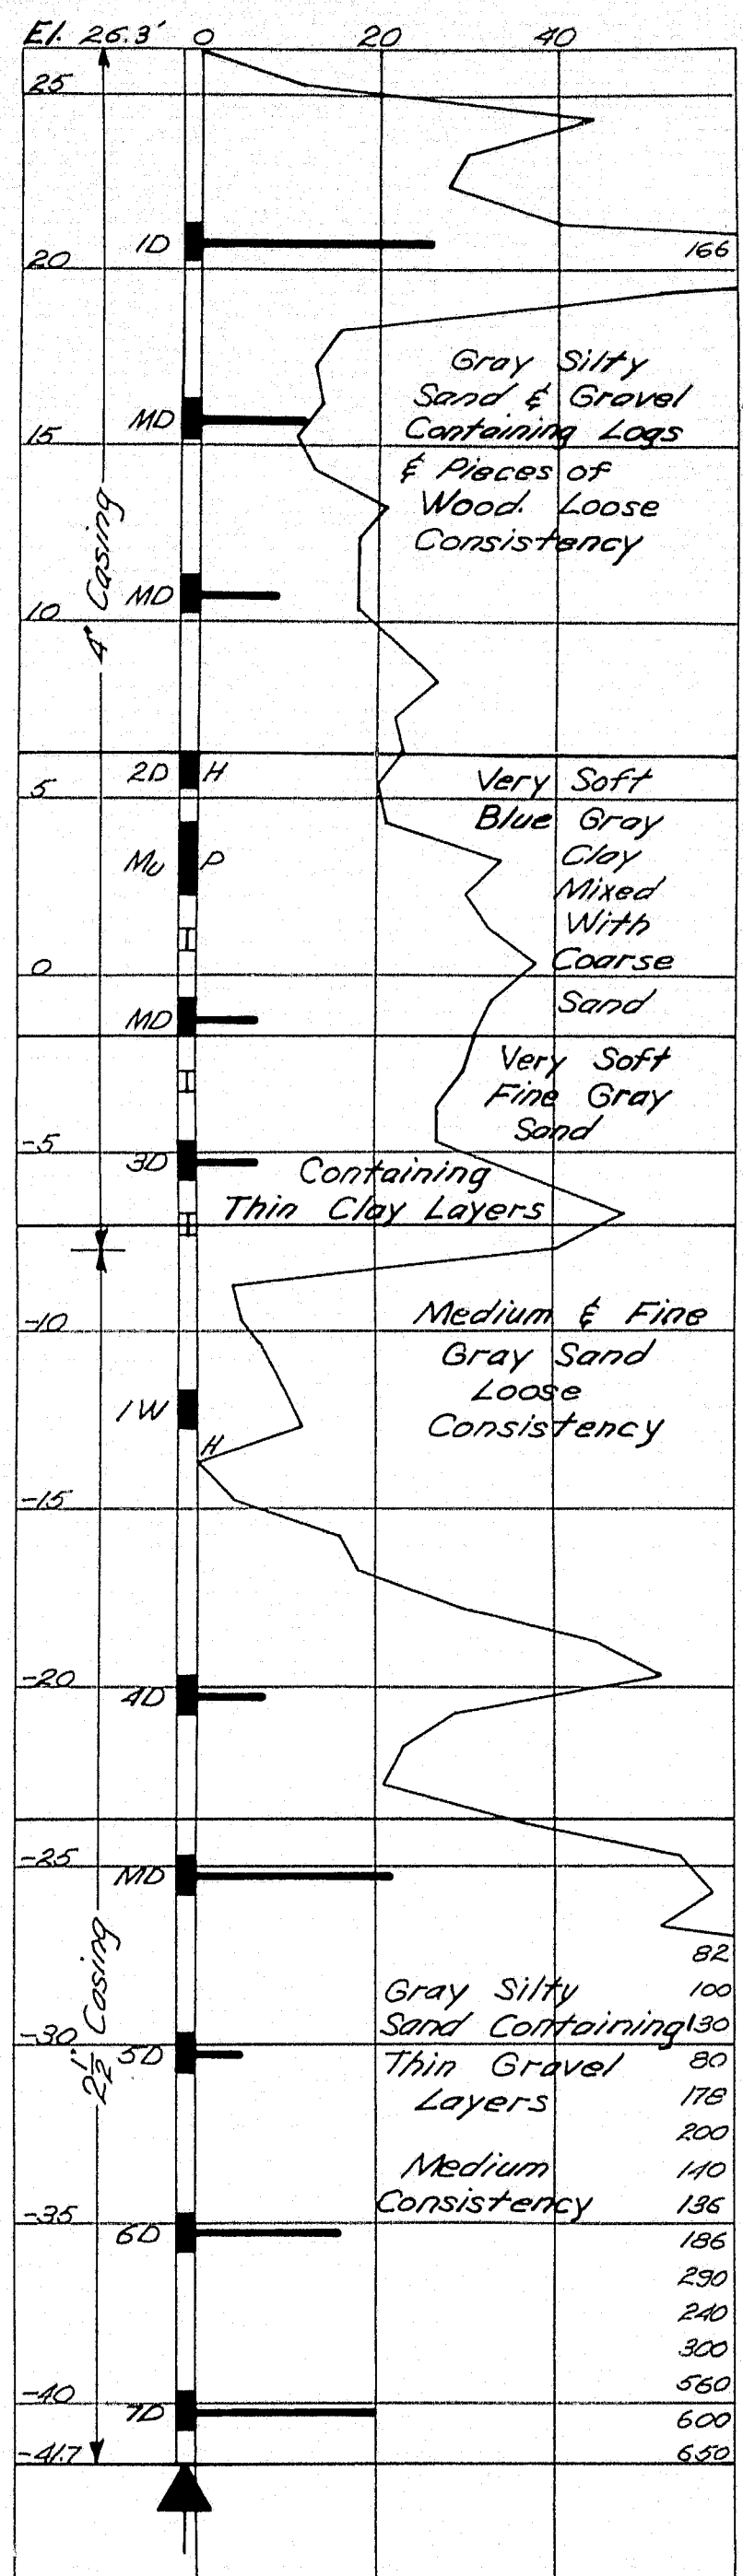 El. 26.3' 0 20 40
25
1D 166
20
Gray Silty
Sand & Gravel
MD
Containing Logs
15
& Pieces of
Wood. Loose
Consistency
4" Casing
MD
10
2D H Very Soft
5
Blue Gray
MU P Clay
Mixed
With
0 Coarse
MD Sand
Very Soft
Fine Gray
Sand
-5
3D Containing
Thin Clay Layers
Medium & Fine
-10
Gray Sand
Loose
1W Consistency
H
-15
-20
4D
-25
MD
2½" Casing
82
Gray Silty 100
Sand Containing 130
-30
5D Thin Gravel 80
Layers 178
200
Medium 140
Consistency 136
-35
6D 186
290
240
300
560
-40
7D 600
650
-41.7